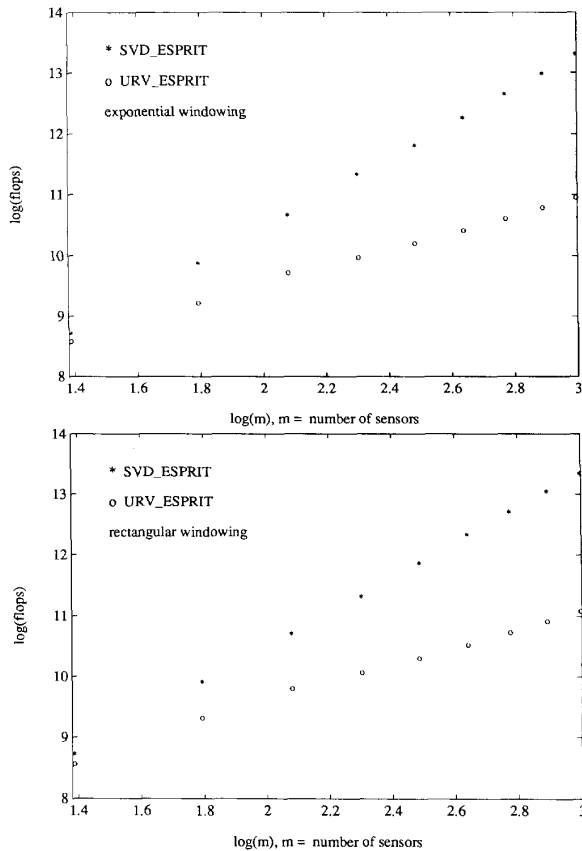 14
* SVD_ESPRIT
13
o URV_ESPRIT
exponential windowing
12
log(flops)
11
10
9
8
1.4 1.6 1.8 2 2.2 2.4 2.6 2.8 3
log(m), m = number of sensors
14
* SVD_ESPRIT
13
o URV_ESPRIT
rectangular windowing
12
log(flops)
11
10
9
8
1.4 1.6 1.8 2 2.2 2.4 2.6 2.8 3
log(m), m = number of sensors